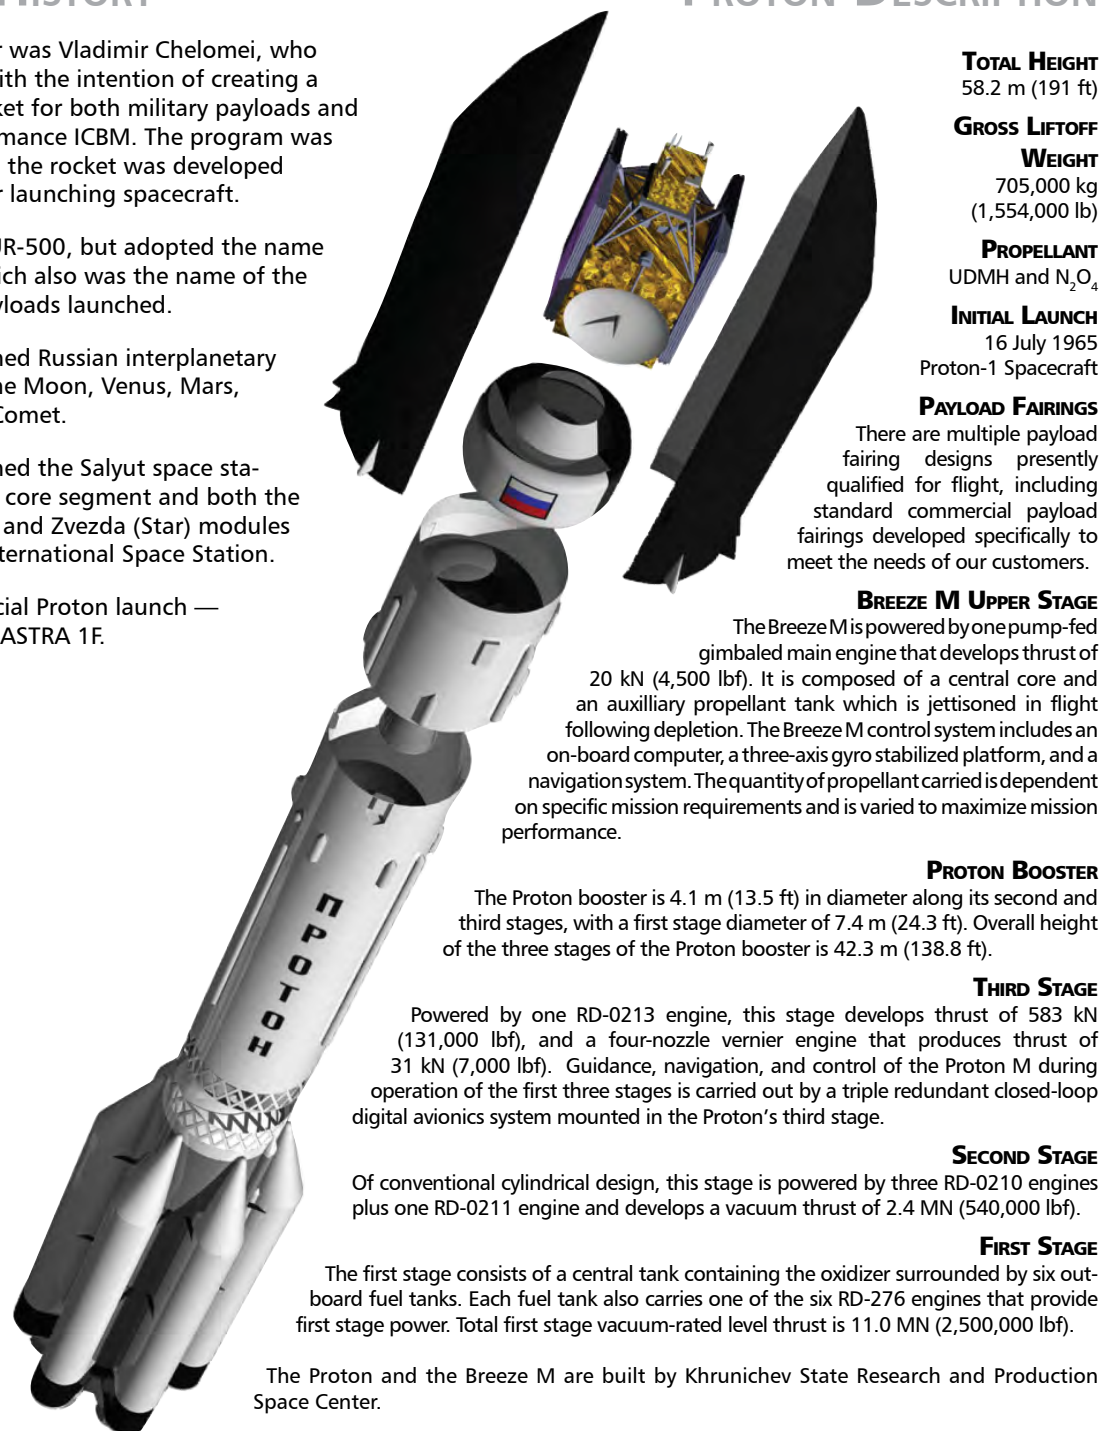 HISTORY
r was Vladimir Chelomei, who
ith the intention of creating a
ket for both military payloads and
mance ICBM. The program was
the rocket was developed
r launching spacecraft.
UR-500, but adopted the name
ich also was the name of the
yloads launched.
hed Russian interplanetary
he Moon, Venus, Mars,
Comet.
hed the Salyut space sta-
core segment and both the
and Zvezda (Star) modules
nternational Space Station.
cial Proton launch —
ASTRA 1F.
PROTON DESCRIPTION
TOTAL HEIGHT
58.2 m (191 ft)
GROSS LIFTOFF
WEIGHT
705,000 kg
(1,554,000 lb)
PROPELLANT
UDMH and N2O4
INITIAL LAUNCH
16 July 1965
Proton-1 Spacecraft
PAYLOAD FAIRINGS
There are multiple payload
fairing designs presently
qualified for flight, including
standard commercial payload
fairings developed specifically to
meet the needs of our customers.
BREEZE M UPPER STAGE
The Breeze M is powered by one pump-fed
gimbaled main engine that develops thrust of
20 kN (4,500 lbf). It is composed of a central core and
an auxilliary propellant tank which is jettisoned in flight
following depletion. The Breeze M control system includes an
on-board computer, a three-axis gyro stabilized platform, and a
navigation system. The quantity of propellant carried is dependent
on specific mission requirements and is varied to maximize mission
performance.
PROTON BOOSTER
The Proton booster is 4.1 m (13.5 ft) in diameter along its second and
third stages, with a first stage diameter of 7.4 m (24.3 ft). Overall height
of the three stages of the Proton booster is 42.3 m (138.8 ft).
THIRD STAGE
Powered by one RD-0213 engine, this stage develops thrust of 583 kN
(131,000 lbf), and a four-nozzle vernier engine that produces thrust of
31 kN (7,000 lbf). Guidance, navigation, and control of the Proton M during
operation of the first three stages is carried out by a triple redundant closed-loop
digital avionics system mounted in the Proton's third stage.
SECOND STAGE
Of conventional cylindrical design, this stage is powered by three RD-0210 engines
plus one RD-0211 engine and develops a vacuum thrust of 2.4 MN (540,000 lbf).
FIRST STAGE
The first stage consists of a central tank containing the oxidizer surrounded by six out-
board fuel tanks. Each fuel tank also carries one of the six RD-276 engines that provide
first stage power. Total first stage vacuum-rated level thrust is 11.0 MN (2,500,000 lbf).
The Proton and the Breeze M are built by Khrunichev State Research and Production
Space Center.
ПРОТОН